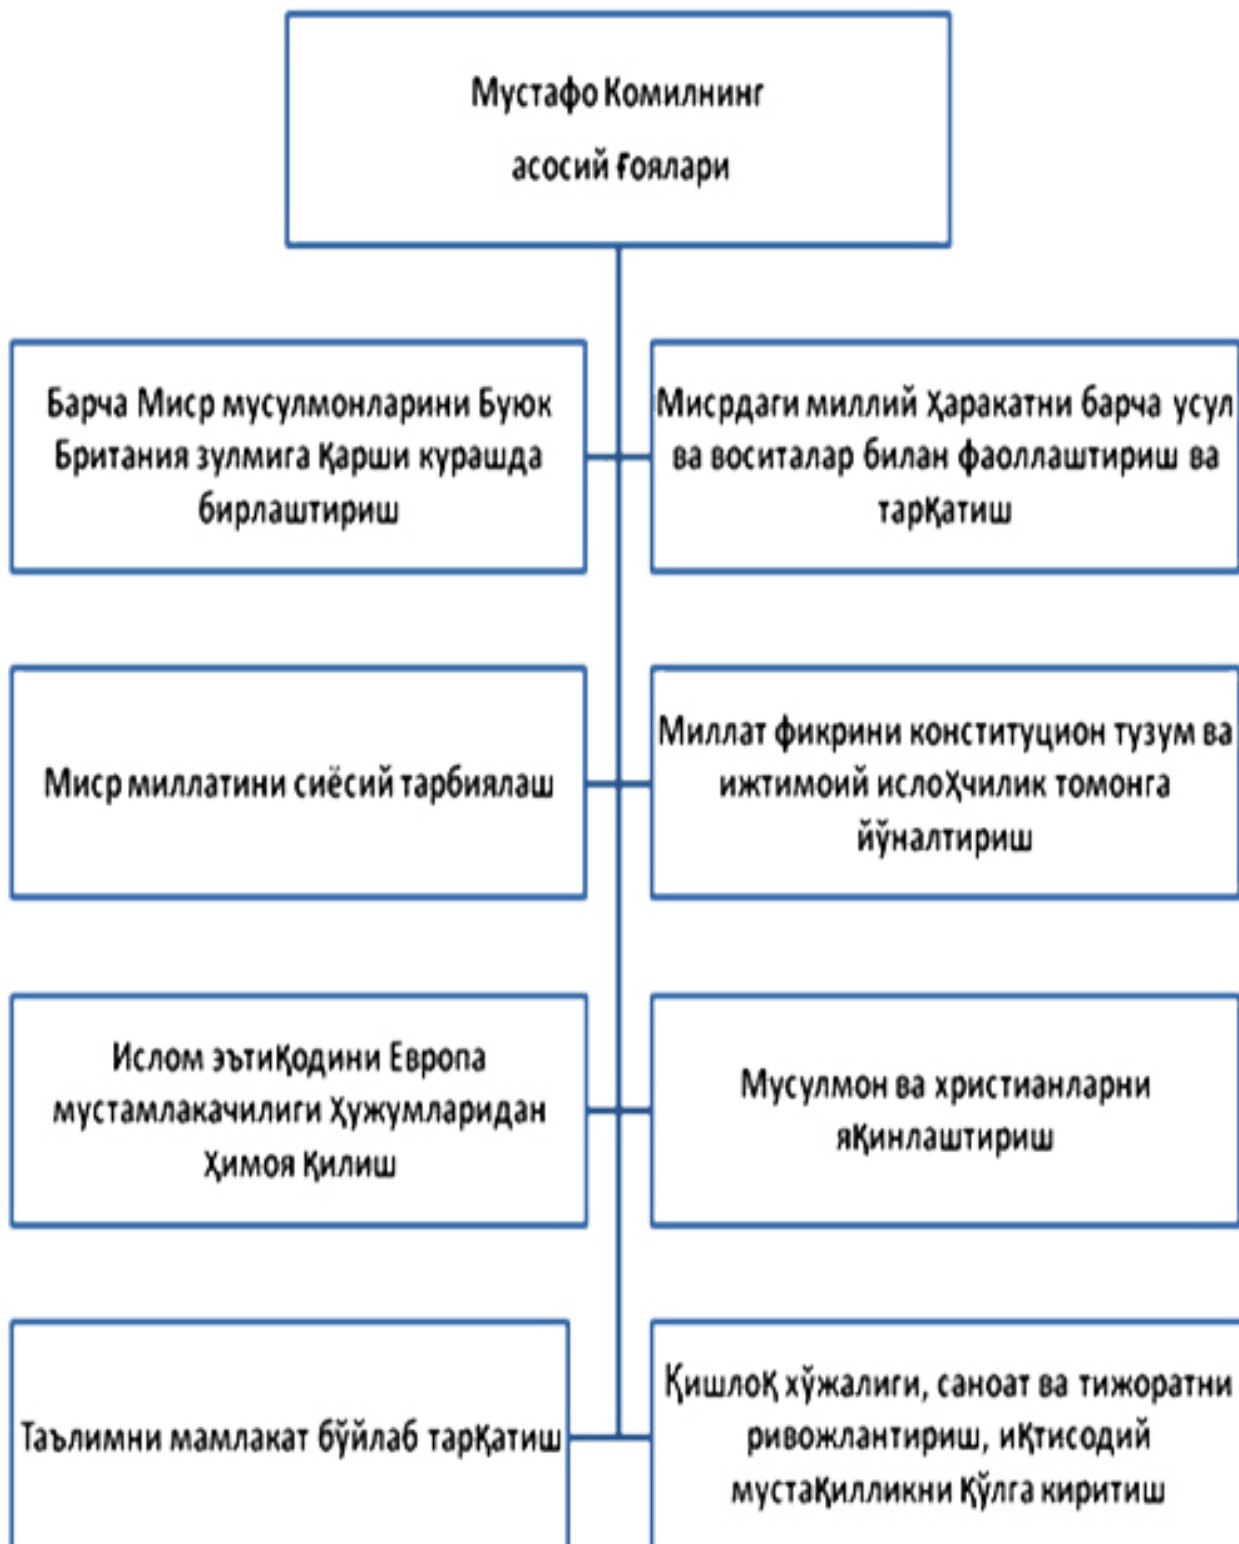 Мустафо Комилнинг
асосий ғоялари
Барча Миср мусулмонларини Буюк
Британия зулмига қарши курашда
бирлаштириш
Мисрдаги миллий ҳаракатни барча усул
ва воситалар билан фаоллаштириш ва
тарқатиш
Миср миллатини сиёсий тарбиялаш
Миллат фикрини конституцион тузум ва
ижтимоий ислоҳчилик томонга
йўналтириш
Ислом эътиқодини Европа
мустамлакачилиги ҳужумларидан
ҳимоя қилиш
Мусулмон ва христианларни
яқинлаштириш
Таълимни мамлакат бўйлаб тарқатиш
Қишлоқ хўжалиги, саноат ва тижоратни
ривожлантириш, иқтисодий
мустақилликни қўлга киритиш